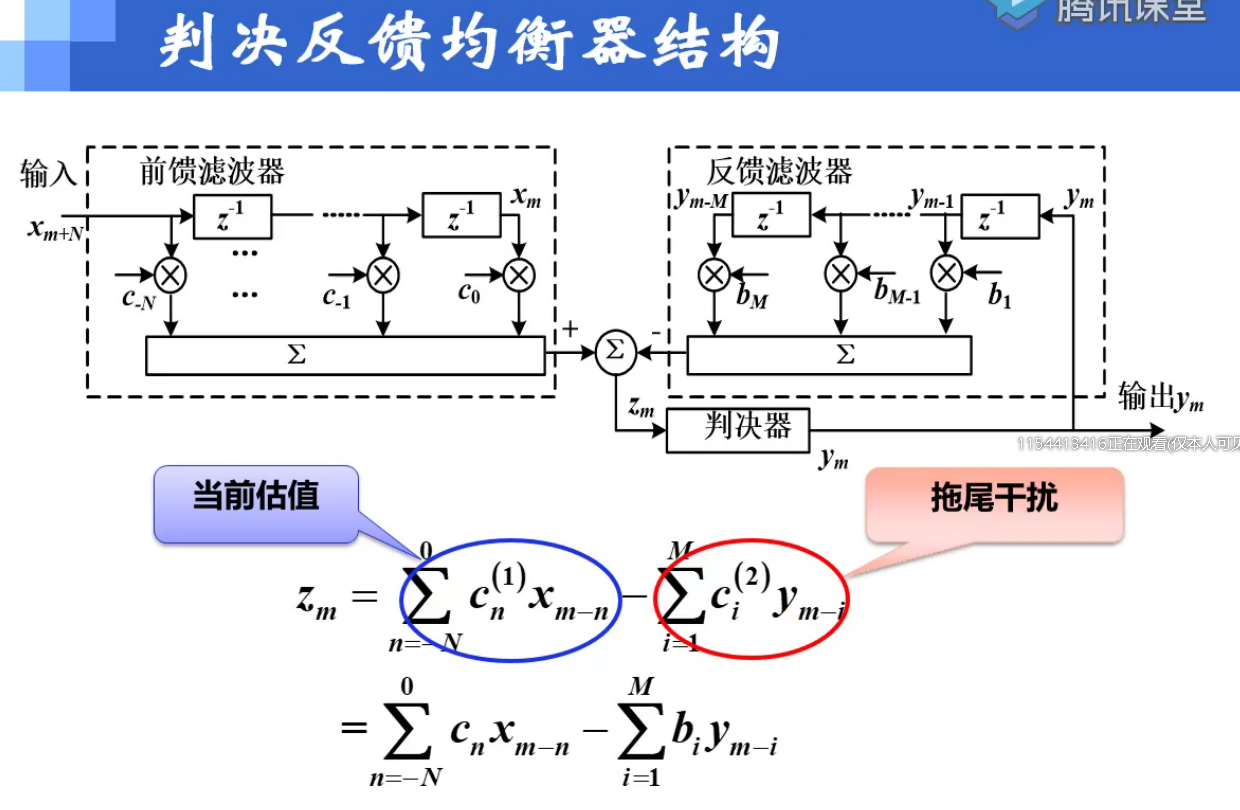 腾讯课堂
判决反馈均衡器结构
输入
前馈滤波器
x_m
x_{m+N}
z^{-1}
······
z^{-1}
...
...
c_{-N}
c_{-1}
c_0
Σ
+
Σ
-
反馈滤波器
y_{m-M}
y_{m-1}
y_m
z^{-1}
······
z^{-1}
b_M
b_{M-1}
b_1
Σ
z_m
判决器
y_m
输出y_m
1154413416正在观看(仅本人可见
当前估值
拖尾干扰
z_m = \sum_{n=-N}^{0} c_n^{(1)} x_{m-n} - \sum_{i=1}^{M} c_i^{(2)} y_{m-i}
= \sum_{n=-N}^{0} c_n x_{m-n} - \sum_{i=1}^{M} b_i y_{m-i}